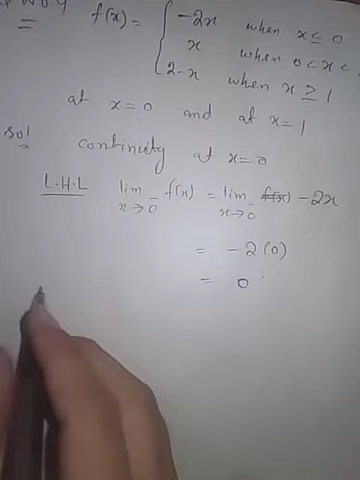 f(x) = { -2x when x ≤ 0
x when 0 < x <
2-x when x ≥ 1
at x = 0 and at x = 1
Sol continuity at x = 0
L.H.L lim x→0⁻ f(x) = lim x→0⁻ -2x
= -2(0)
= 0